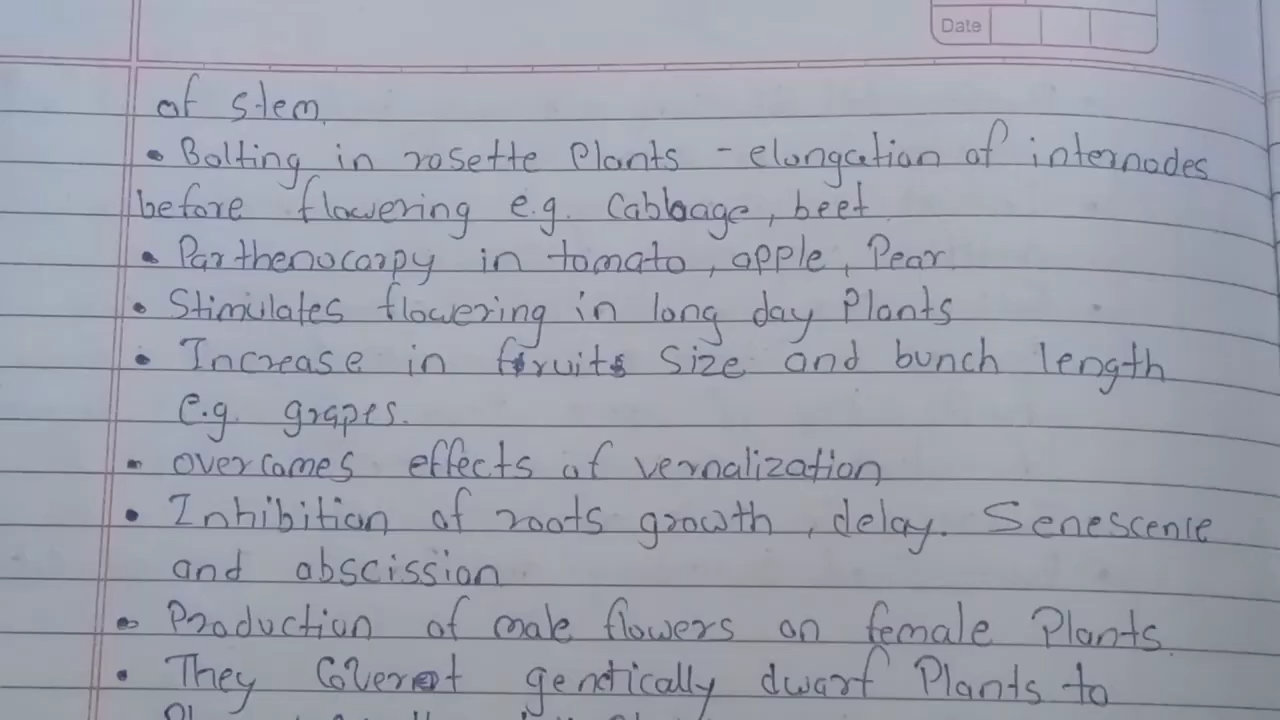 Date
of stem.
• Bolting in rosette Plants - elongation of internodes
before flowering e.g. Cabbage, beet
• Parthenocarpy in tomato, apple, Pear
• Stimulates flowering in long day Plants
• Increase in fruits Size and bunch length
e.g. grapes.
• overcomes effects of vernalization
• Inhibition of roots growth, delay. Senescence
and abscission
• Production of male flowers on female Plants.
• They genetically dwarf Plants to